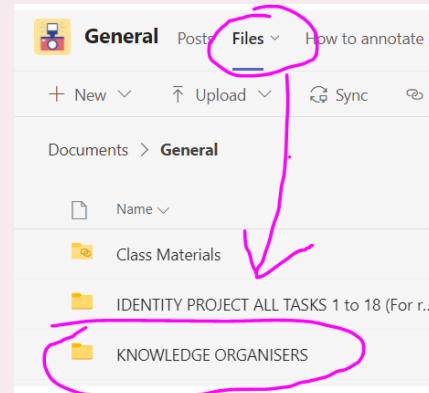 General Posts Files How to annotate
New Upload Sync
Documents > General
Name
Class Materials
IDENTITY PROJECT ALL TASKS 1 to 18 (For r...
KNOWLEDGE ORGANISERS